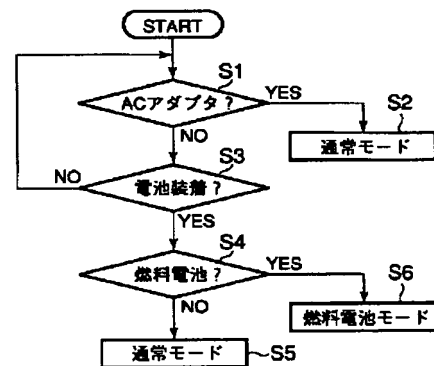 START
S1
ACアダプタ？
YES
S2
通常モード
NO
S3
NO
電池装着？
YES
S4
燃料電池？
YES
S6
燃料電池モード
NO
通常モード
S5